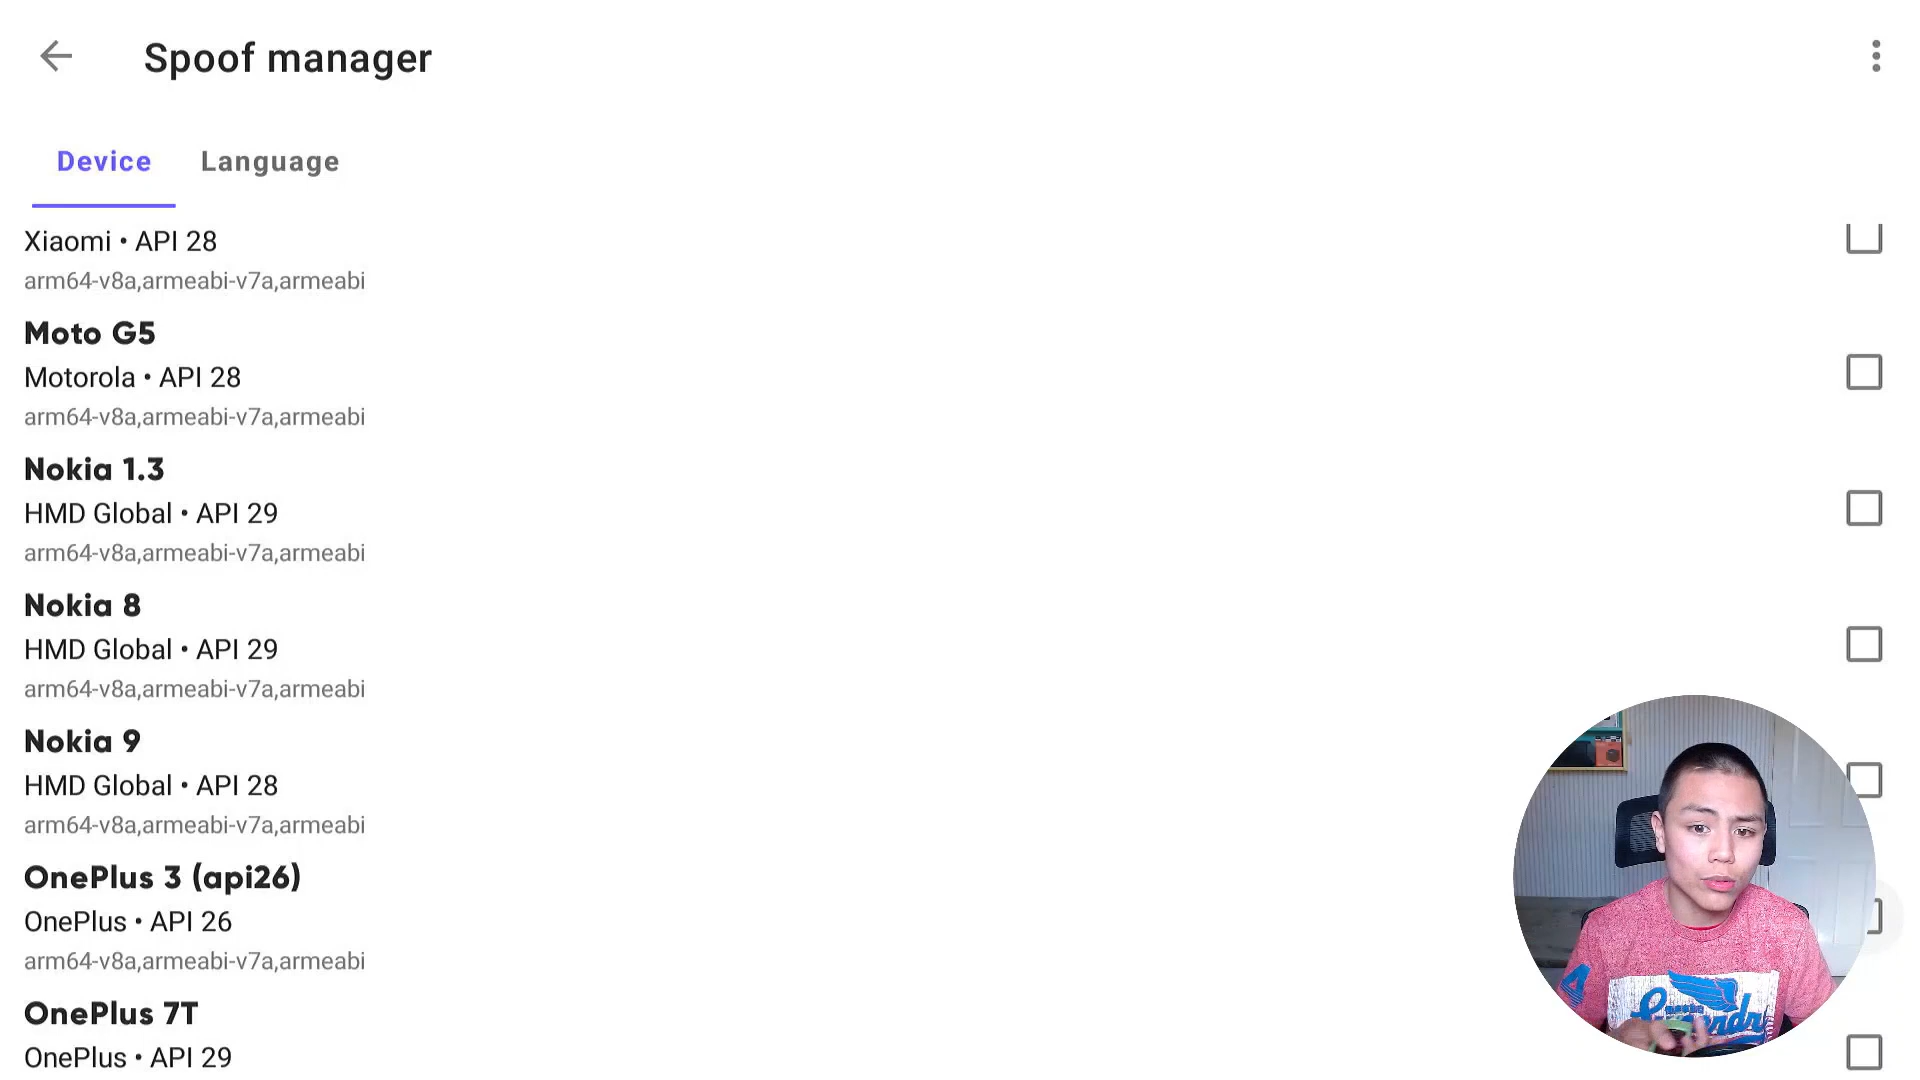 Spoof manager
Device
Language
Xiaomi • API 28
arm64-v8a,armeabi-v7a,armeabi
Moto G5
Motorola • API 28
arm64-v8a,armeabi-v7a,armeabi
Nokia 1.3
HMD Global • API 29
arm64-v8a,armeabi-v7a,armeabi
Nokia 8
HMD Global • API 29
arm64-v8a,armeabi-v7a,armeabi
Nokia 9
HMD Global • API 28
arm64-v8a,armeabi-v7a,armeabi
OnePlus 3 (api26)
OnePlus • API 26
arm64-v8a,armeabi-v7a,armeabi
OnePlus 7T
OnePlus • API 29